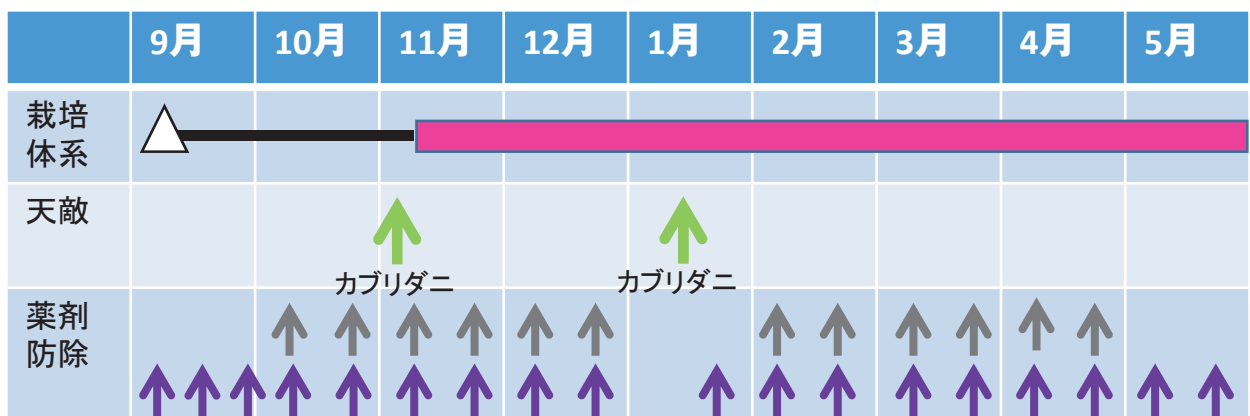 9月 10月 11月 12月 1月 2月 3月 4月 5月
栽培
体系
天敵
カブリダニ カブリダニ
薬剤
防除